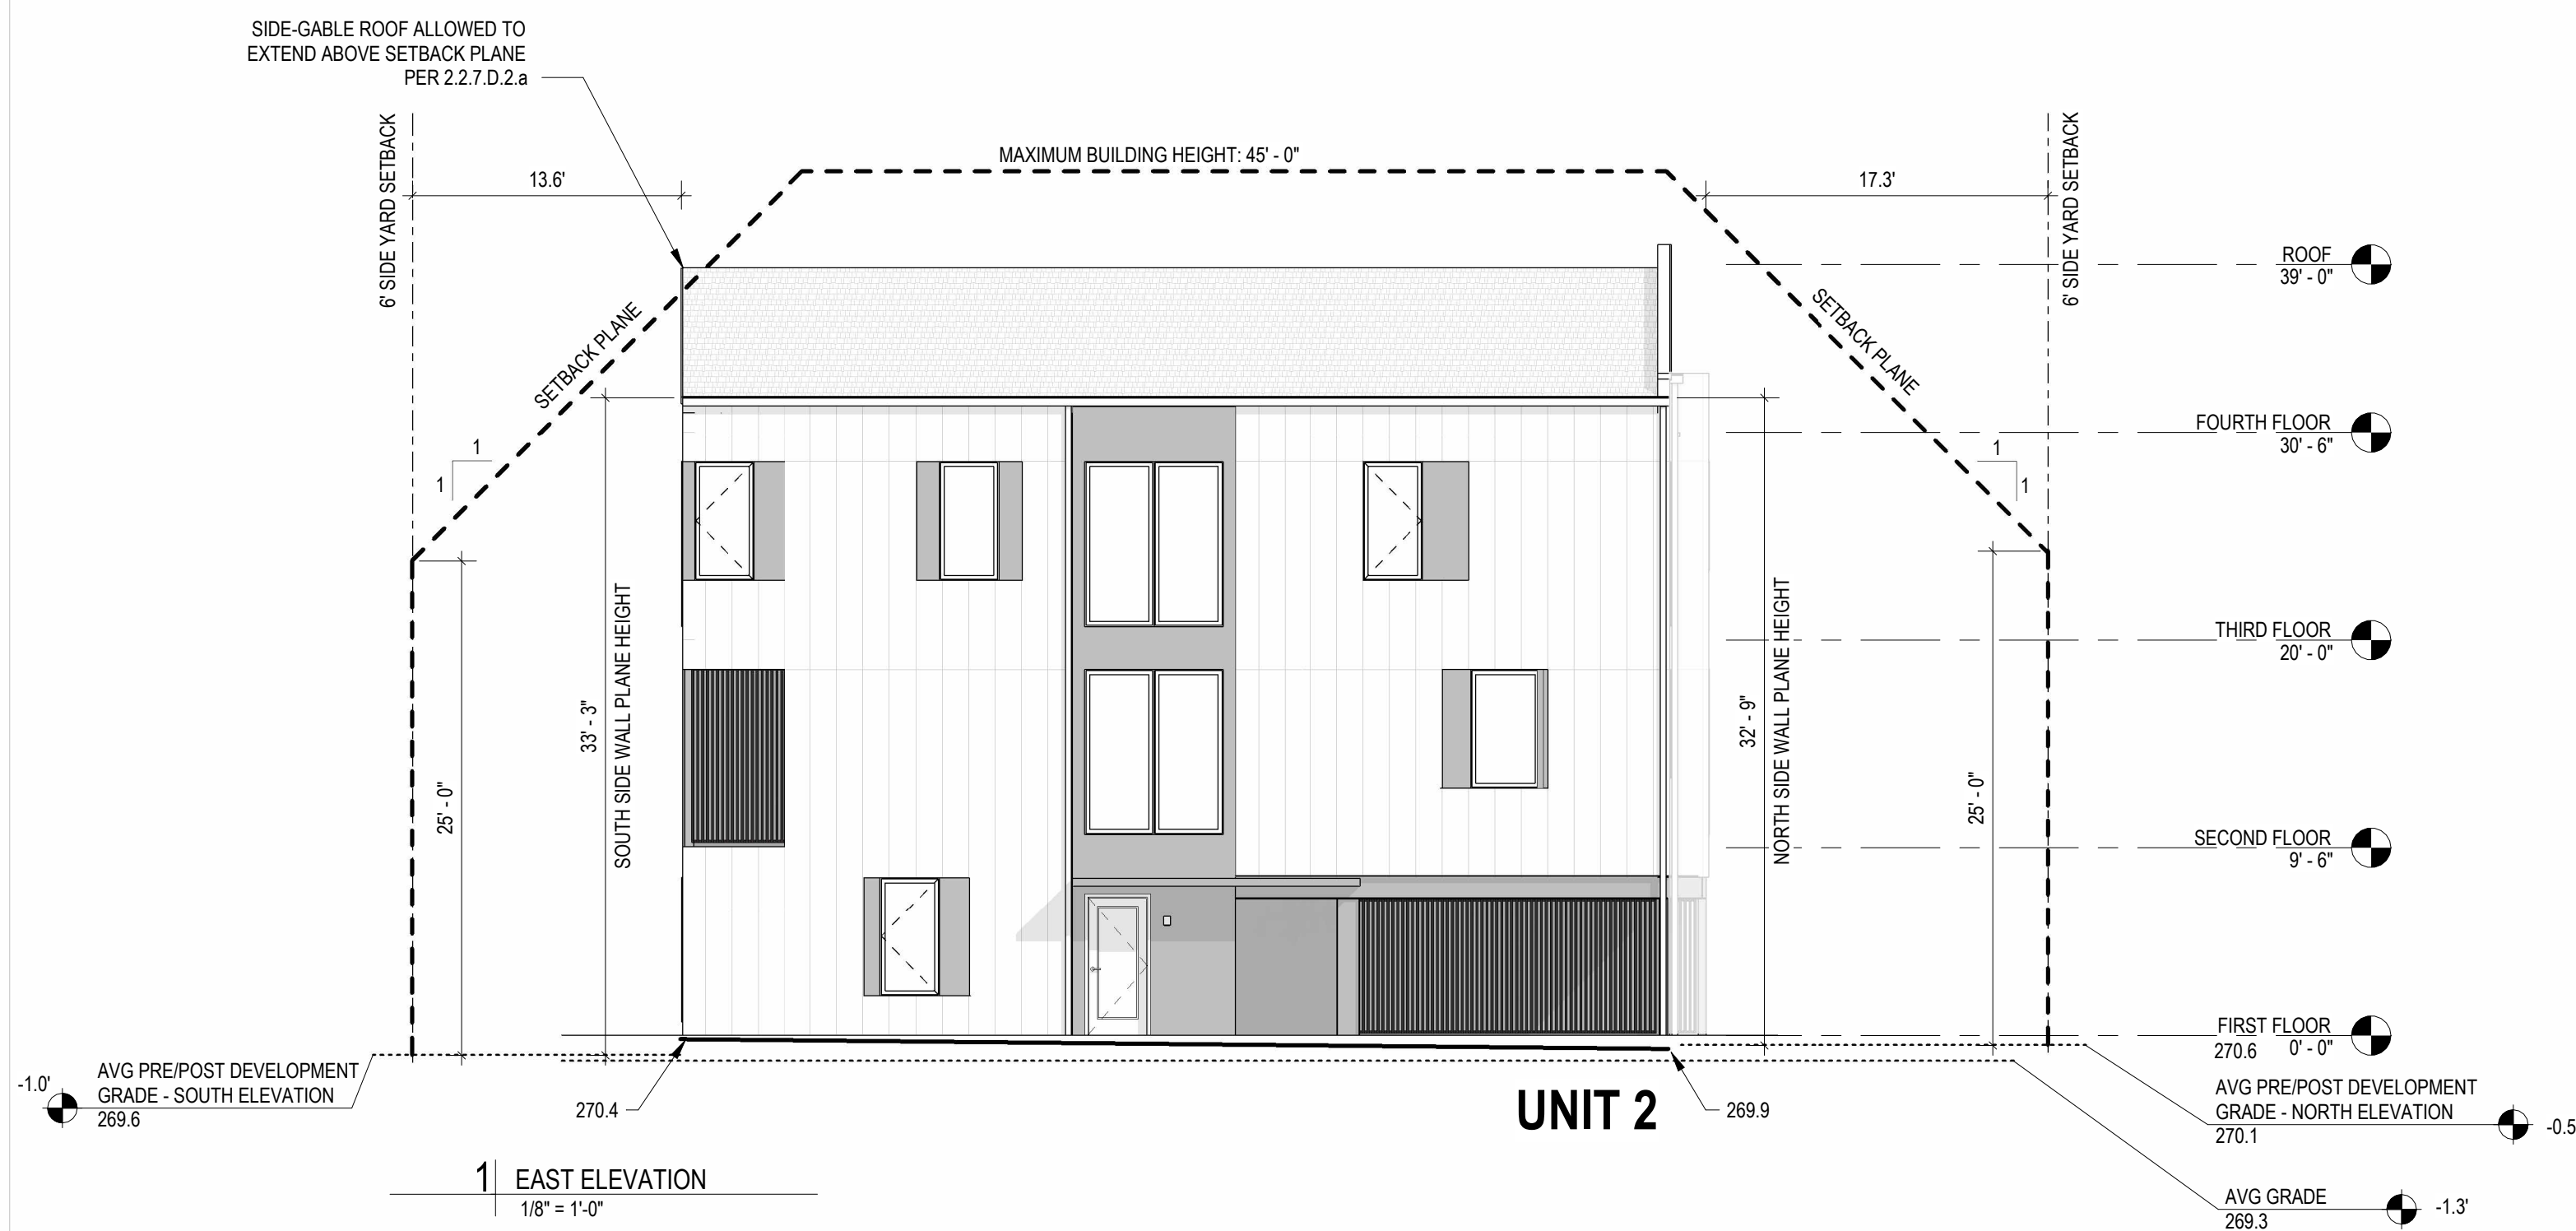 SIDE-GABLE ROOF ALLOWED TO
EXTEND ABOVE SETBACK PLANE
PER 2.2.7.D.2.a
6' SIDE YARD SETBACK
13.6'
MAXIMUM BUILDING HEIGHT: 45' - 0"
17.3'
6' SIDE YARD SETBACK
SETBACK PLANE
SETBACK PLANE
1
1
1
1
ROOF
39' - 0"
FOURTH FLOOR
30' - 6"
THIRD FLOOR
20' - 0"
SECOND FLOOR
9' - 6"
FIRST FLOOR
270.6 0' - 0"
25' - 0"
33' - 3"
SOUTH SIDE WALL PLANE HEIGHT
32' - 9"
NORTH SIDE WALL PLANE HEIGHT
25' - 0"
-1.0'
AVG PRE/POST DEVELOPMENT
GRADE - SOUTH ELEVATION
269.6
270.4
UNIT 2
269.9
AVG PRE/POST DEVELOPMENT
GRADE - NORTH ELEVATION
270.1
-0.5
AVG GRADE
269.3
-1.3'
1 EAST ELEVATION
1/8" = 1'-0"